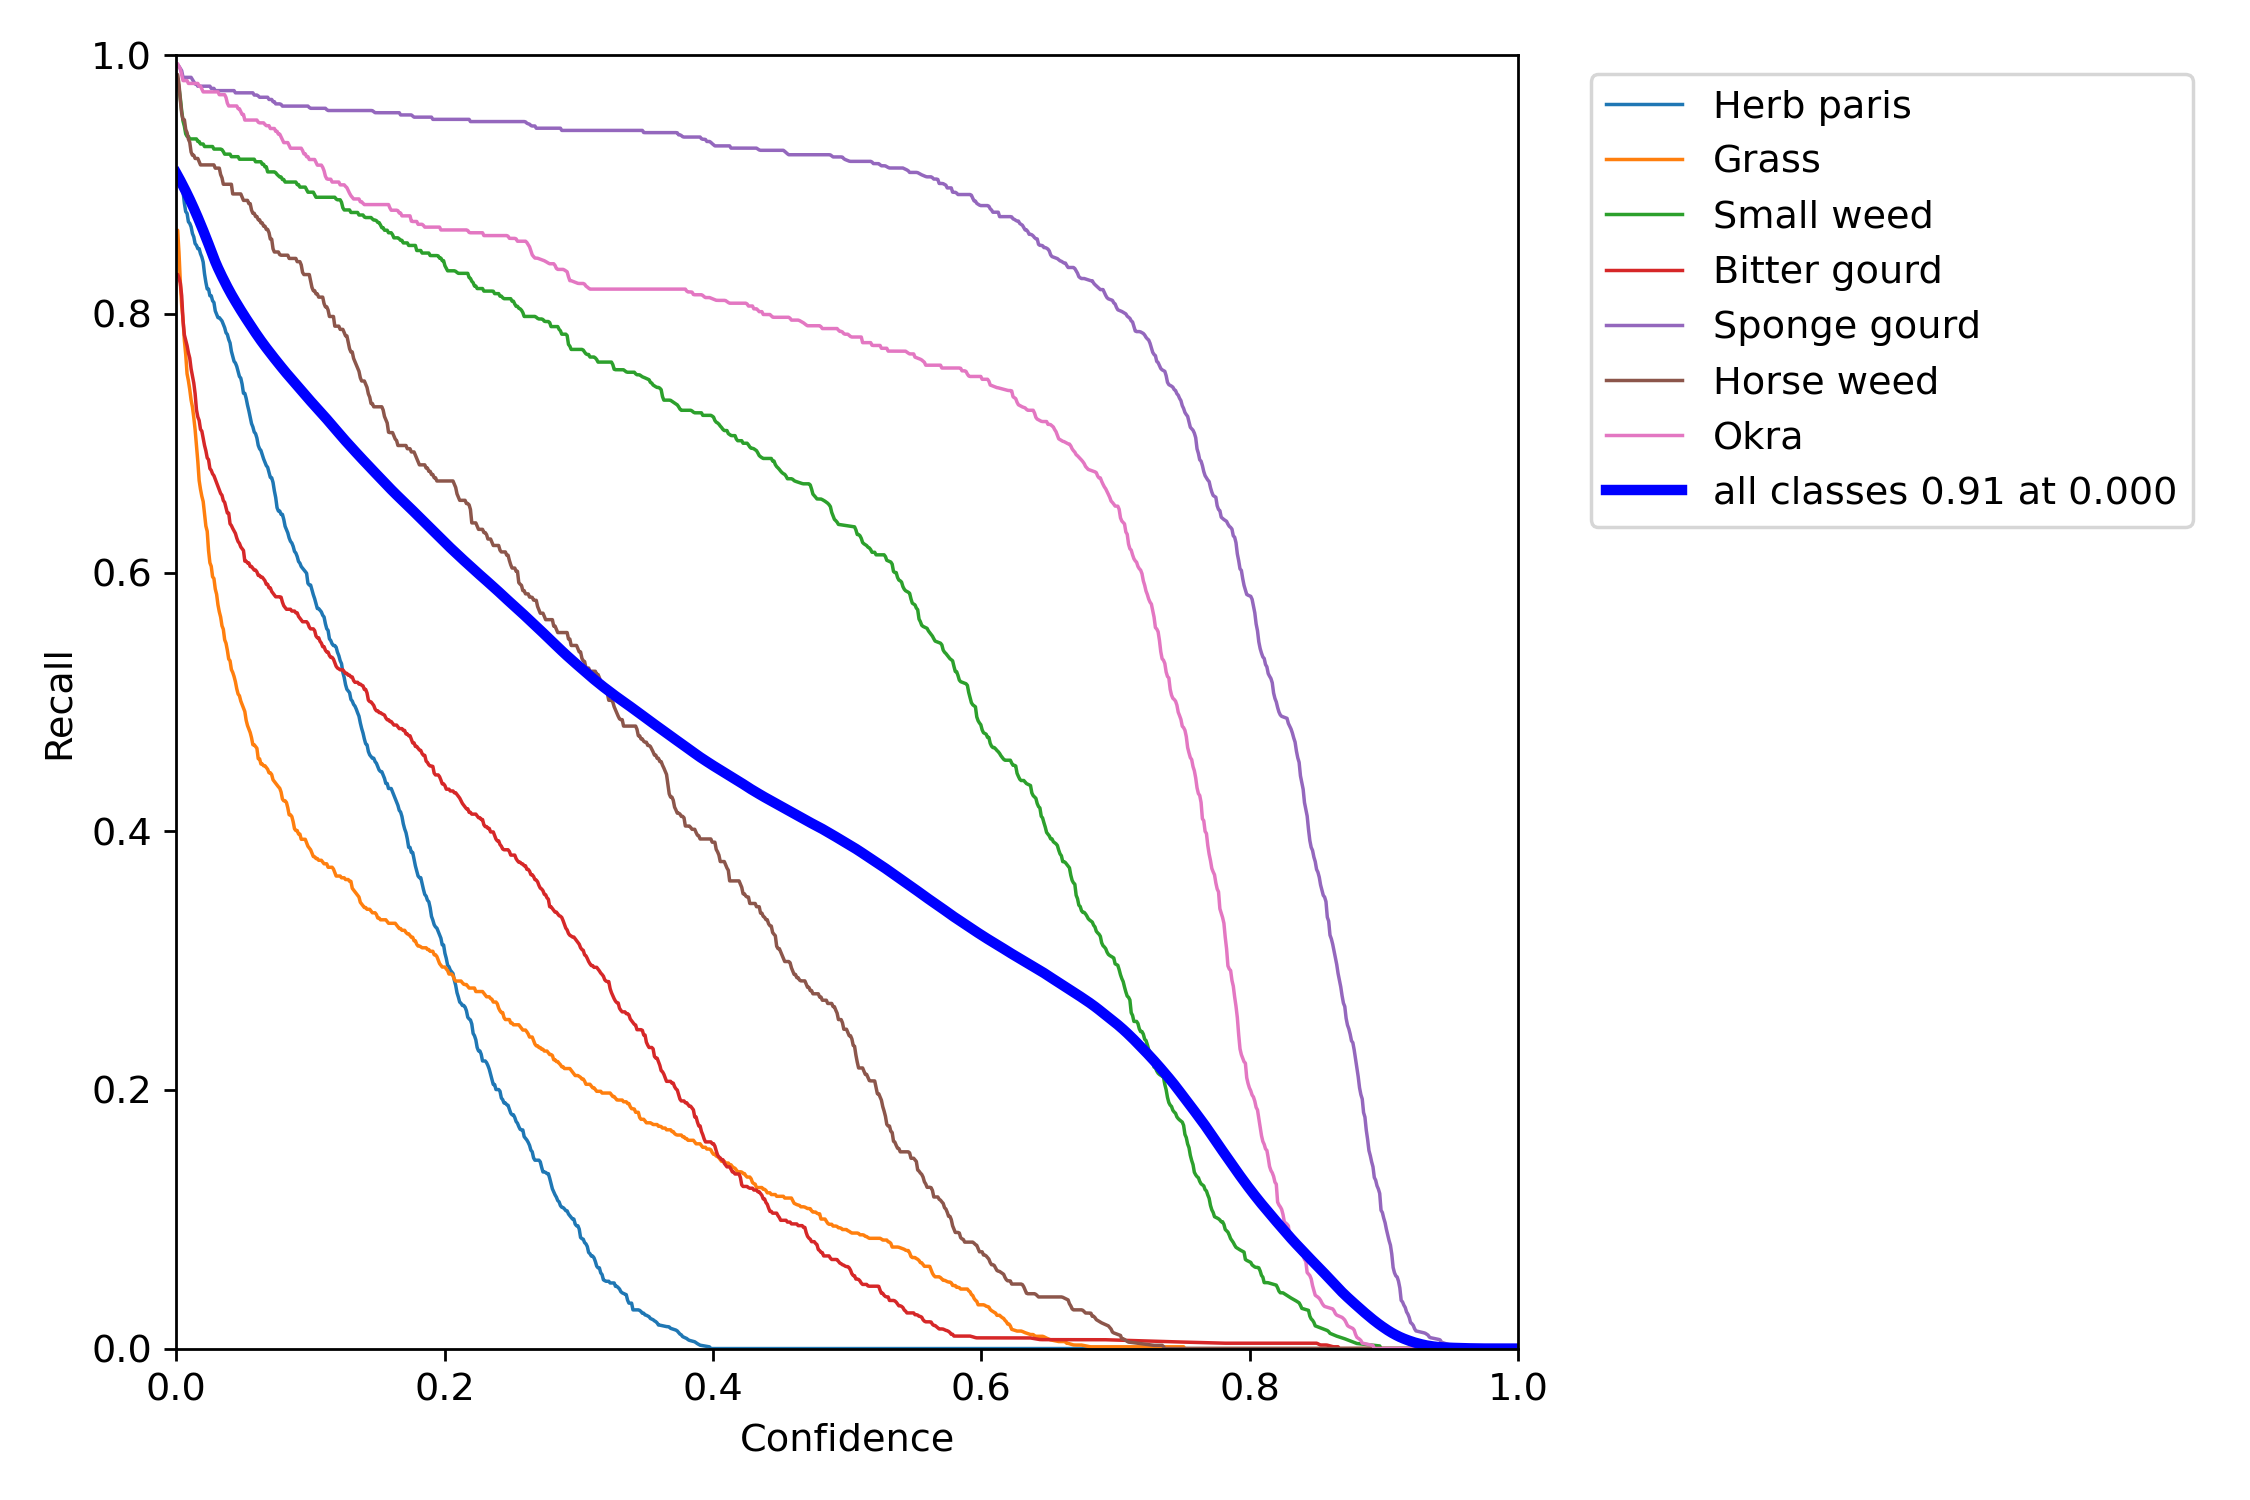 1.0
0.8
0.6
0.4
0.2
0.0
Recall
0.0 0.2 0.4 0.6 0.8 1.0
Confidence
Herb paris
Grass
Small weed
Bitter gourd
Sponge gourd
Horse weed
Okra
all classes 0.91 at 0.000